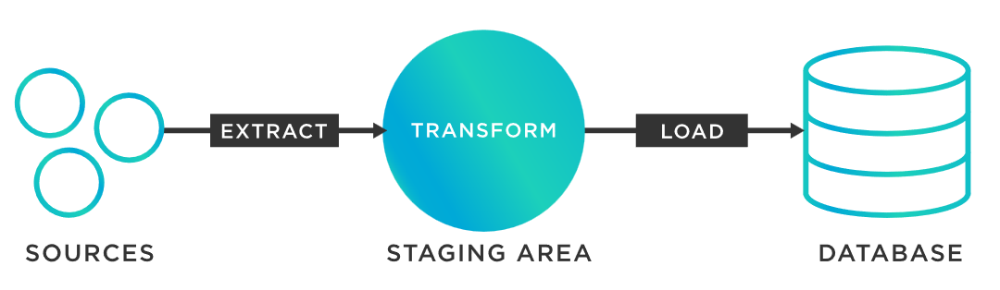 EXTRACT
TRANSFORM
LOAD
SOURCES
STAGING AREA
DATABASE